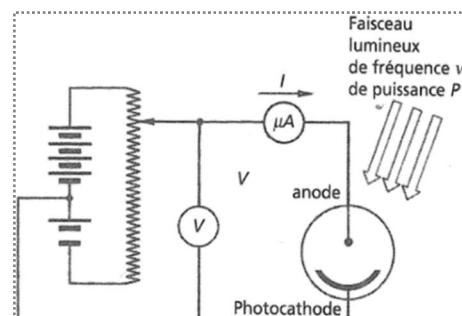 Faisceau
lumineux
de fréquence ν
de puissance P
I
μA
V
anode
V
Photocathode